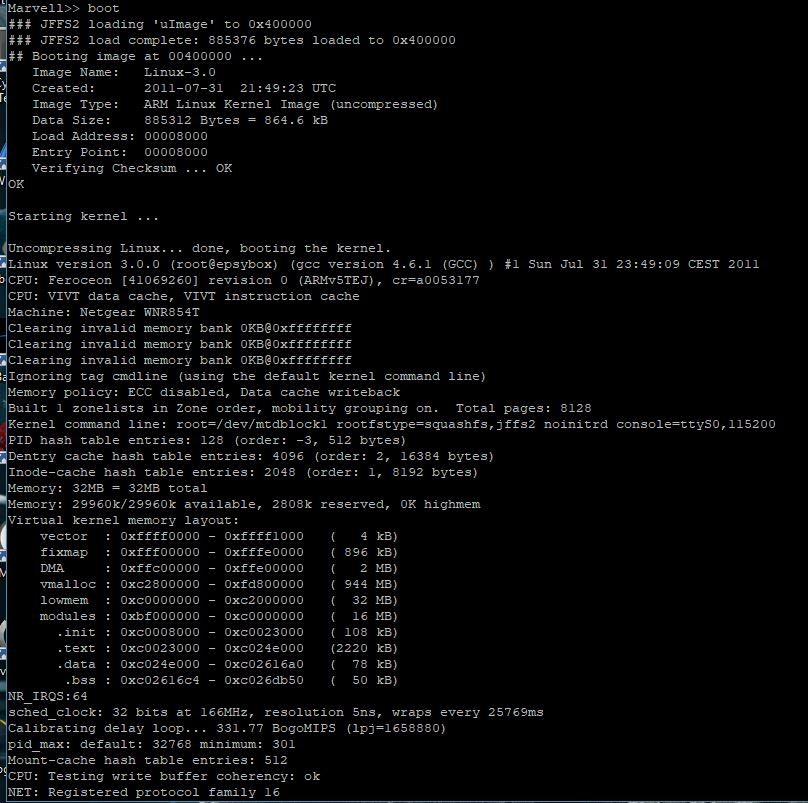 Marvell>> boot
### JFFS2 loading 'uImage' to 0x400000
### JFFS2 load complete: 885376 bytes loaded to 0x400000
## Booting image at 00400000 ...
   Image Name:   Linux-3.0
   Created:      2011-07-31  21:49:23 UTC
   Image Type:   ARM Linux Kernel Image (uncompressed)
   Data Size:    885312 Bytes = 864.6 kB
   Load Address: 00008000
   Entry Point:  00008000
   Verifying Checksum ... OK
OK
Starting kernel ...
Uncompressing Linux... done, booting the kernel.
Linux version 3.0.0 (root@epsybox) (gcc version 4.6.1 (GCC) ) #1 Sun Jul 31 23:49:09 CEST 2011
CPU: Feroceon [41069260] revision 0 (ARMv5TEJ), cr=a0053177
CPU: VIVT data cache, VIVT instruction cache
Machine: Netgear WNR854T
Clearing invalid memory bank 0KB@0xffffffff
Clearing invalid memory bank 0KB@0xffffffff
Clearing invalid memory bank 0KB@0xffffffff
Ignoring tag cmdline (using the default kernel command line)
Memory policy: ECC disabled, Data cache writeback
Built 1 zonelists in Zone order, mobility grouping on.  Total pages: 8128
Kernel command line: root=/dev/mtdblock1 rootfstype=squashfs,jffs2 noinitrd console=ttyS0,115200
PID hash table entries: 128 (order: -3, 512 bytes)
Dentry cache hash table entries: 4096 (order: 2, 16384 bytes)
Inode-cache hash table entries: 2048 (order: 1, 8192 bytes)
Memory: 32MB = 32MB total
Memory: 29960k/29960k available, 2808k reserved, 0K highmem
Virtual kernel memory layout:
    vector  : 0xffff0000 - 0xffff1000   (   4 kB)
    fixmap  : 0xfff00000 - 0xfffe0000   ( 896 kB)
    DMA     : 0xffc00000 - 0xffe00000   (   2 MB)
    vmalloc : 0xc2800000 - 0xfd800000   ( 944 MB)
    lowmem  : 0xc0000000 - 0xc2000000   (  32 MB)
    modules : 0xbf000000 - 0xc0000000   (  16 MB)
      .init : 0xc0008000 - 0xc0023000   ( 108 kB)
      .text : 0xc0023000 - 0xc024e000   (2220 kB)
      .data : 0xc024e000 - 0xc02616a0   (  78 kB)
       .bss : 0xc02616c4 - 0xc026db50   (  50 kB)
NR_IRQS:64
sched_clock: 32 bits at 166MHz, resolution 5ns, wraps every 25769ms
Calibrating delay loop... 331.77 BogoMIPS (lpj=1658880)
pid_max: default: 32768 minimum: 301
Mount-cache hash table entries: 512
CPU: Testing write buffer coherency: ok
NET: Registered protocol family 16